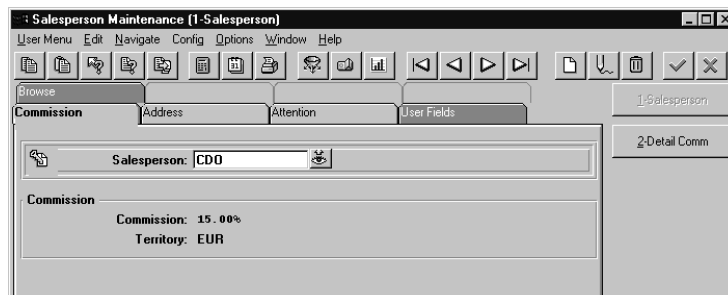 Salesperson Maintenance (1-Salesperson)
User Menu Edit Navigate Config Options Window Help
Browse
Commission Address Attention User Fields
1-Salesperson
2-Detail Comm
Salesperson: CDO
Commission
Commission: 15.00%
Territory: EUR